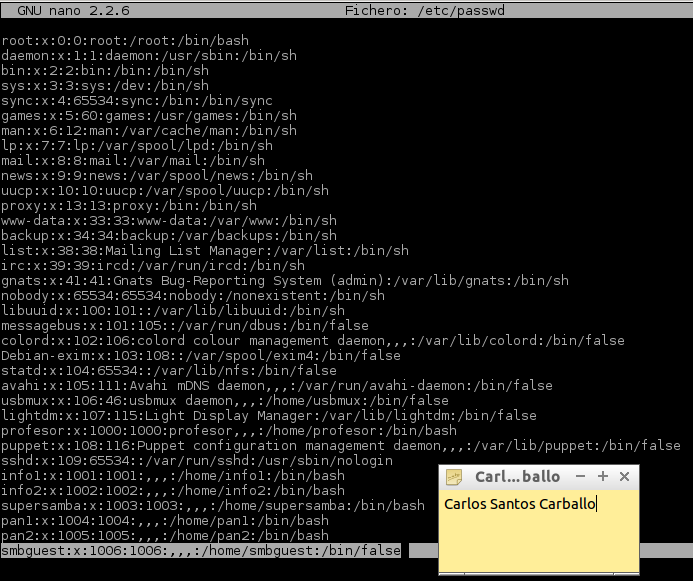 GNU nano 2.2.6 Fichero: /etc/passwd
root:x:0:0:root:/root:/bin/bash
daemon:x:1:1:daemon:/usr/sbin:/bin/sh
bin:x:2:2:bin:/bin:/bin/sh
sys:x:3:3:sys:/dev:/bin/sh
sync:x:4:65534:sync:/bin:/bin/sync
games:x:5:60:games:/usr/games:/bin/sh
man:x:6:12:man:/var/cache/man:/bin/sh
lp:x:7:7:lp:/var/spool/lpd:/bin/sh
mail:x:8:8:mail:/var/mail:/bin/sh
news:x:9:9:news:/var/spool/news:/bin/sh
uucp:x:10:10:uucp:/var/spool/uucp:/bin/sh
proxy:x:13:13:proxy:/bin:/bin/sh
www-data:x:33:33:www-data:/var/www:/bin/sh
backup:x:34:34:backup:/var/backups:/bin/sh
list:x:38:38:Mailing List Manager:/var/list:/bin/sh
irc:x:39:39:ircd:/var/run/ircd:/bin/sh
gnats:x:41:41:Gnats Bug-Reporting System (admin):/var/lib/gnats:/bin/sh
nobody:x:65534:65534:nobody:/nonexistent:/bin/sh
libuuid:x:100:101::/var/lib/libuuid:/bin/sh
messagebus:x:101:105::/var/run/dbus:/bin/false
colord:x:102:106:colord colour management daemon,,,:/var/lib/colord:/bin/false
Debian-exim:x:103:108::/var/spool/exim4:/bin/false
statd:x:104:65534::/var/lib/nfs:/bin/false
avahi:x:105:111:Avahi mDNS daemon,,,:/var/run/avahi-daemon:/bin/false
usbmux:x:106:46:usbmux daemon,,,:/home/usbmux:/bin/false
lightdm:x:107:115:Light Display Manager:/var/lib/lightdm:/bin/false
profesor:x:1000:1000:profesor,,,:/home/profesor:/bin/bash
puppet:x:108:116:Puppet configuration management daemon,,,:/var/lib/puppet:/bin/false
sshd:x:109:65534::/var/run/sshd:/usr/sbin/nologin
info1:x:1001:1001:,,,:/home/info1:/bin/bash
info2:x:1002:1002:,,,:/home/info2:/bin/bash
supersamba:x:1003:1003:,,,:/home/supersamba:/bin/bash
pan1:x:1004:1004:,,,:/home/pan1:/bin/bash
pan2:x:1005:1005:,,,:/home/pan2:/bin/bash
smbguest:x:1006:1006:,,,:/home/smbguest:/bin/false
Carl...ballo
Carlos Santos Carballo